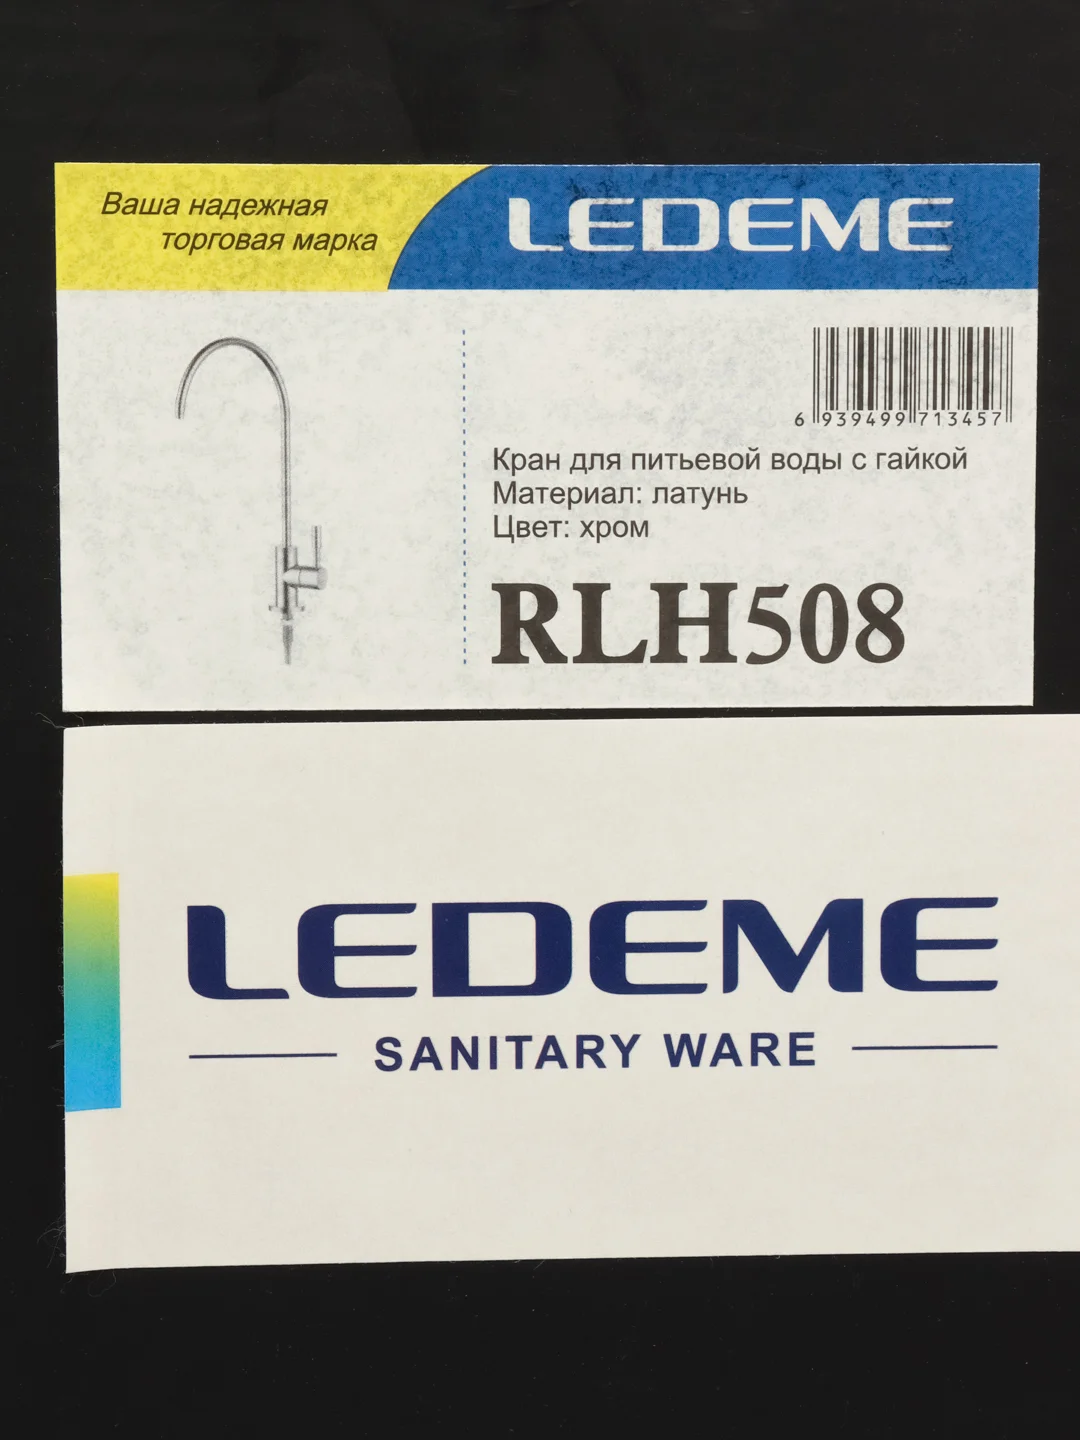 Ваша надежная
торговая марка
LEDEME
6 939499 713457
Кран для питьевой воды с гайкой
Материал: латунь
Цвет: хром
RLH508
LEDEME
SANITARY WARE